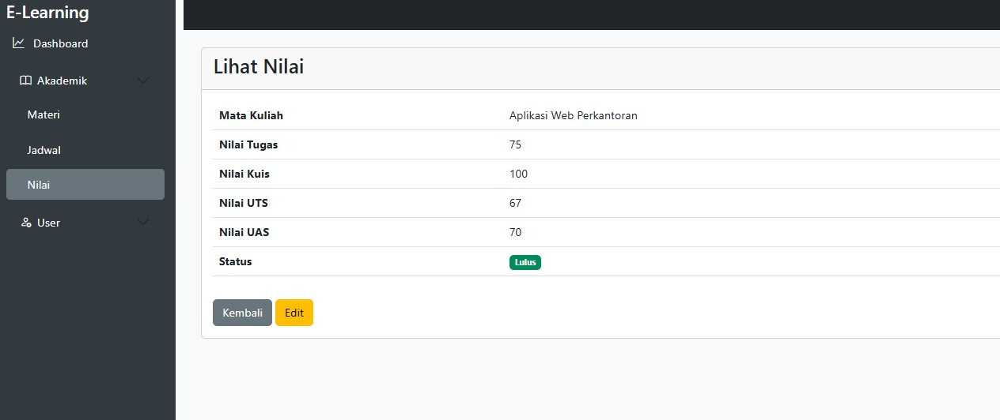 E-Learning
Dashboard
Akademik
Materi
Jadwal
Nilai
User
Lihat Nilai
Mata Kuliah Aplikasi Web Perkantoran
Nilai Tugas 75
Nilai Kuis 100
Nilai UTS 67
Nilai UAS 70
Status Lulus
Kembali Edit